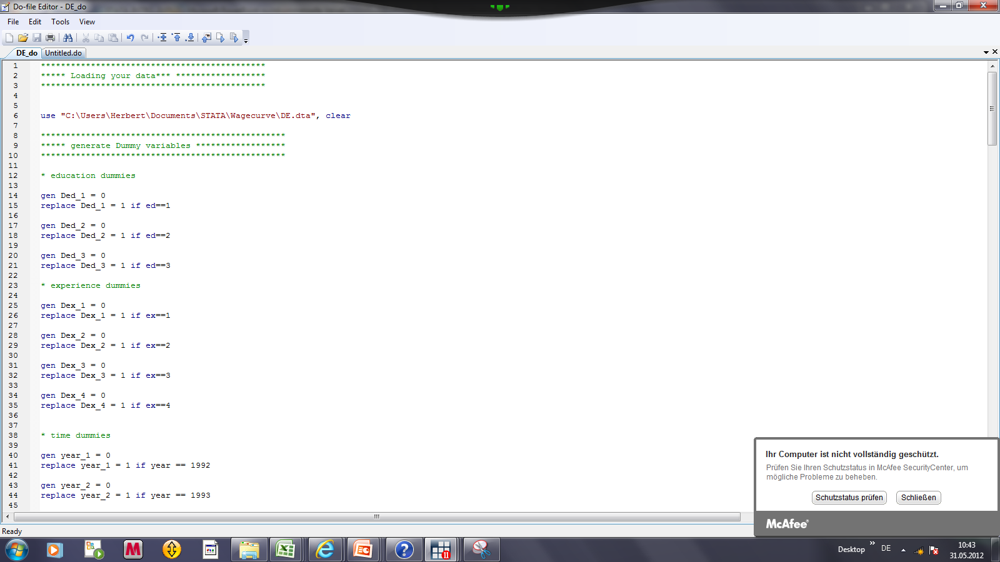 Do-file Editor - DE_do
File Edit Tools View
DE_do Untitled.do
1 *********************************************
2 ***** Loading your data*** ******************
3 *********************************************
4
5
6 use "C:\Users\Herbert\Documents\STATA\Wagecurve\DE.dta", clear
7
8 *************************************************
9 ***** generate Dummy variables ******************
10 *************************************************
11
12 * education dummies
13
14 gen Ded_1 = 0
15 replace Ded_1 = 1 if ed==1
16
17 gen Ded_2 = 0
18 replace Ded_2 = 1 if ed==2
19
20 gen Ded_3 = 0
21 replace Ded_3 = 1 if ed==3
22
23 * experience dummies
24
25 gen Dex_1 = 0
26 replace Dex_1 = 1 if ex==1
27
28 gen Dex_2 = 0
29 replace Dex_2 = 1 if ex==2
30
31 gen Dex_3 = 0
32 replace Dex_3 = 1 if ex==3
33
34 gen Dex_4 = 0
35 replace Dex_4 = 1 if ex==4
36
37
38 * time dummies
39
40 gen year_1 = 0
41 replace year_1 = 1 if year == 1992
42
43 gen year_2 = 0
44 replace year_2 = 1 if year == 1993
45
Ihr Computer ist nicht vollständig geschützt.
Prüfen Sie Ihren Schutzstatus in McAfee SecurityCenter, um
mögliche Probleme zu beheben.
Schutzstatus prüfen Schließen
McAfee®
Ready
Desktop » DE 10:43
31.05.2012